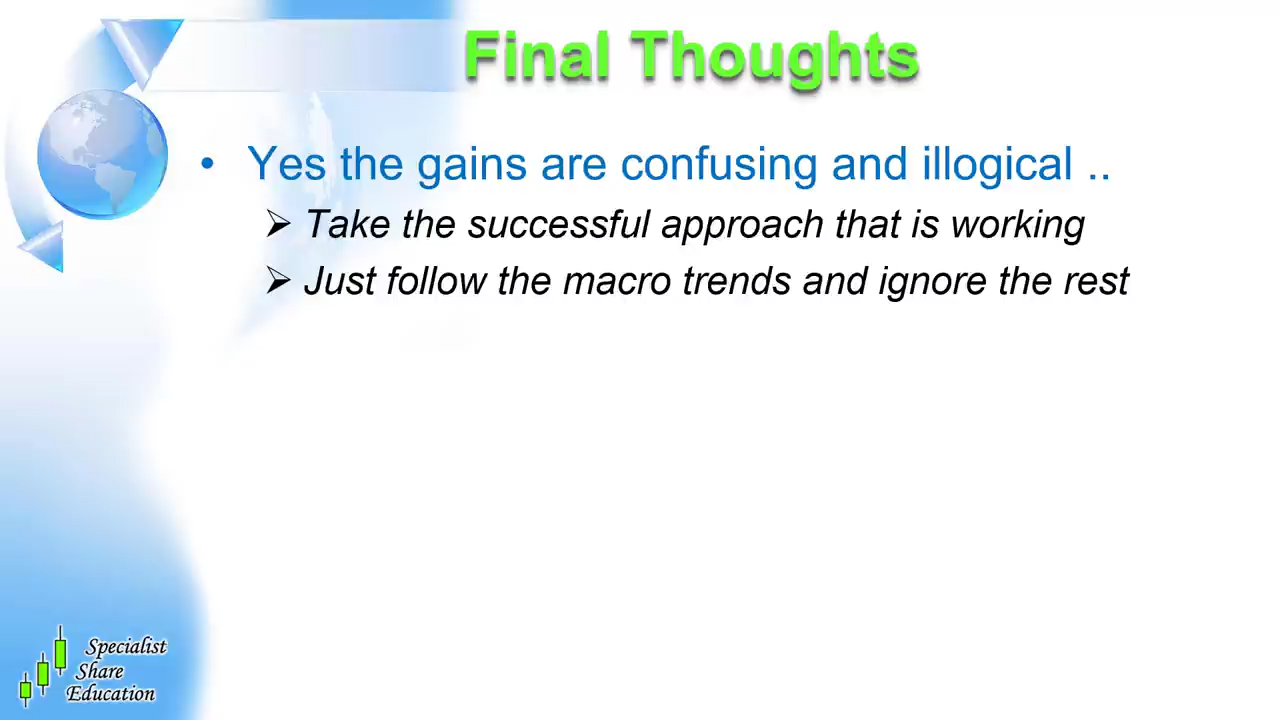 Final Thoughts
• Yes the gains are confusing and illogical ..
➢ Take the successful approach that is working
➢ Just follow the macro trends and ignore the rest
Specialist
Share
Education